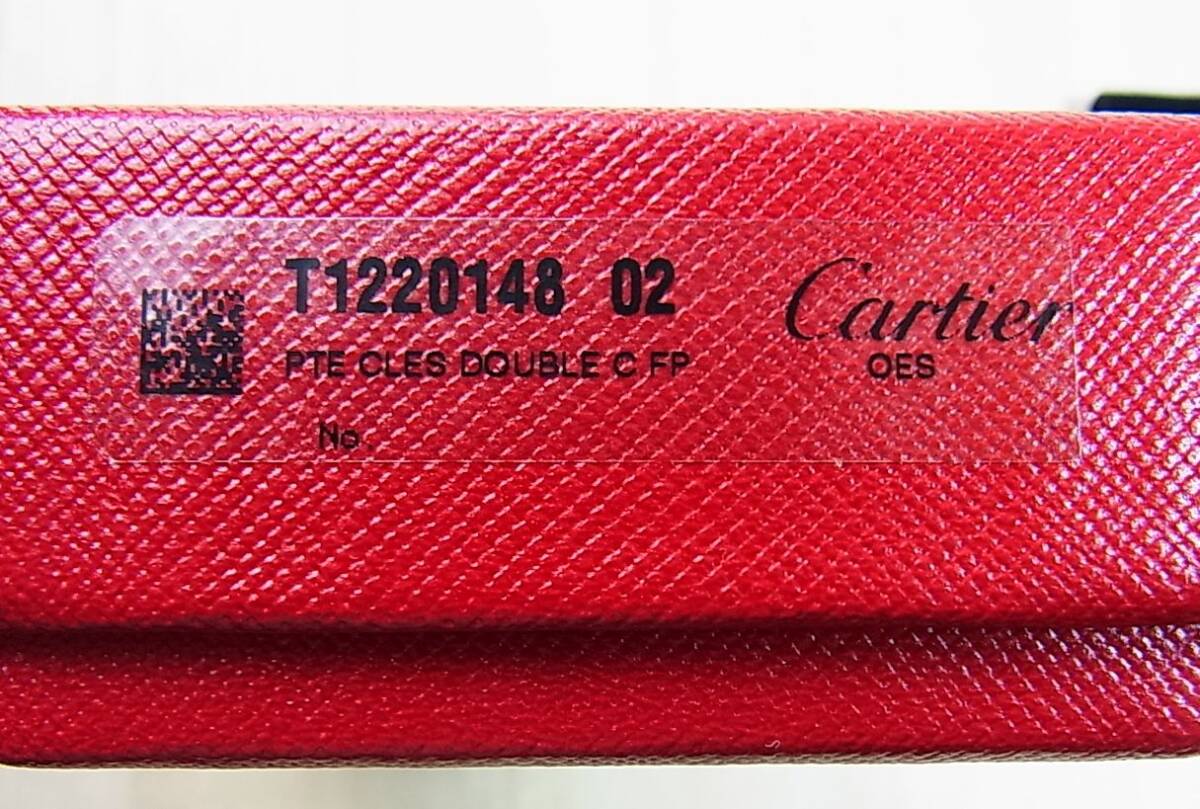 T1220148 02
PTE CLES DOUBLE C FP
No.
Cartier
OES